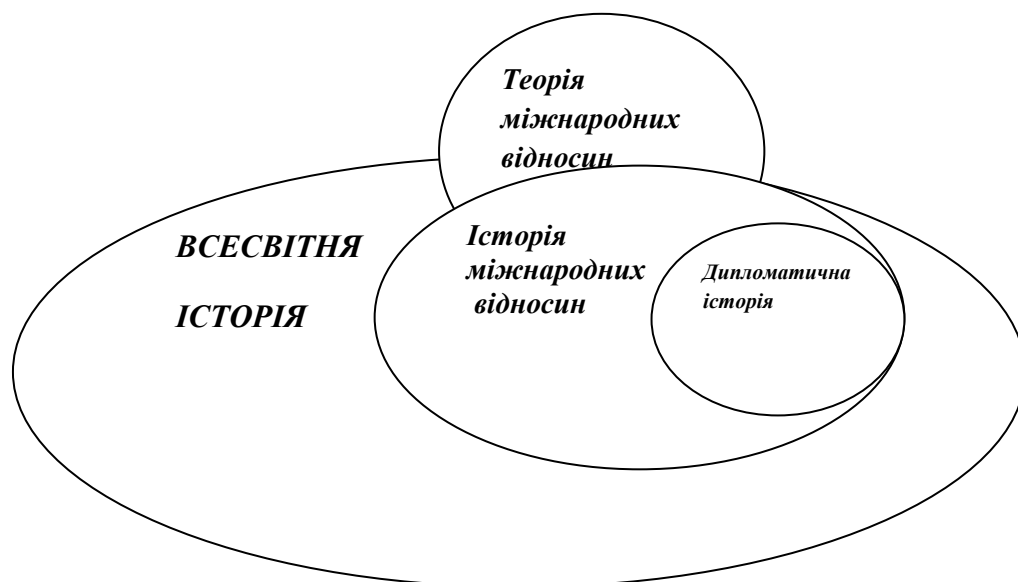 Теорія
міжнародних
відносин
ВСЕСВІТНЯ
ІСТОРІЯ
Історія
міжнародних
відносин
Дипломатична
історія